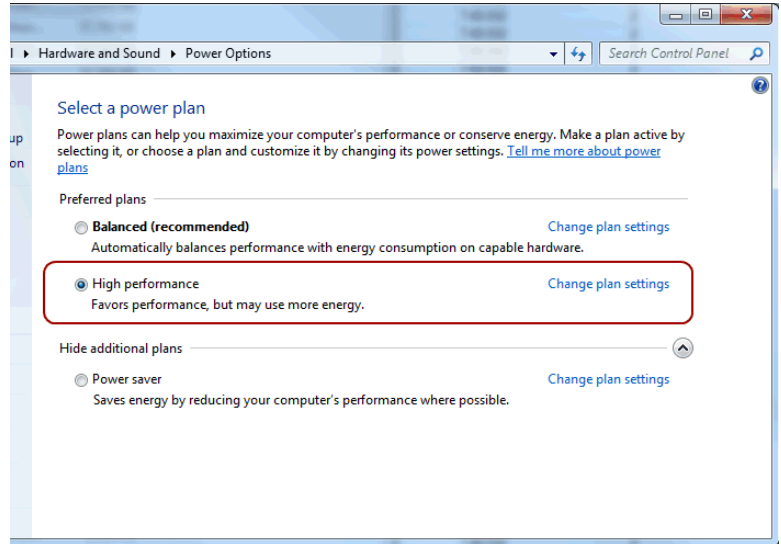 Hardware and Sound Power Options
Search Control Panel
Select a power plan
Power plans can help you maximize your computer's performance or conserve energy. Make a plan active by
selecting it, or choose a plan and customize it by changing its power settings. Tell me more about power
plans
up
on
Preferred plans
Balanced (recommended) Change plan settings
Automatically balances performance with energy consumption on capable hardware.
High performance Change plan settings
Favors performance, but may use more energy.
Hide additional plans
Power saver Change plan settings
Saves energy by reducing your computer's performance where possible.